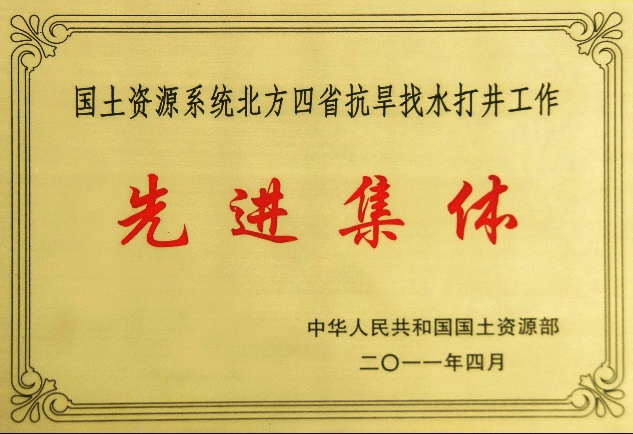 国土资源系统北方四省抗旱找水打井工作
先进集体
中华人民共和国国土资源部
二〇一一年四月